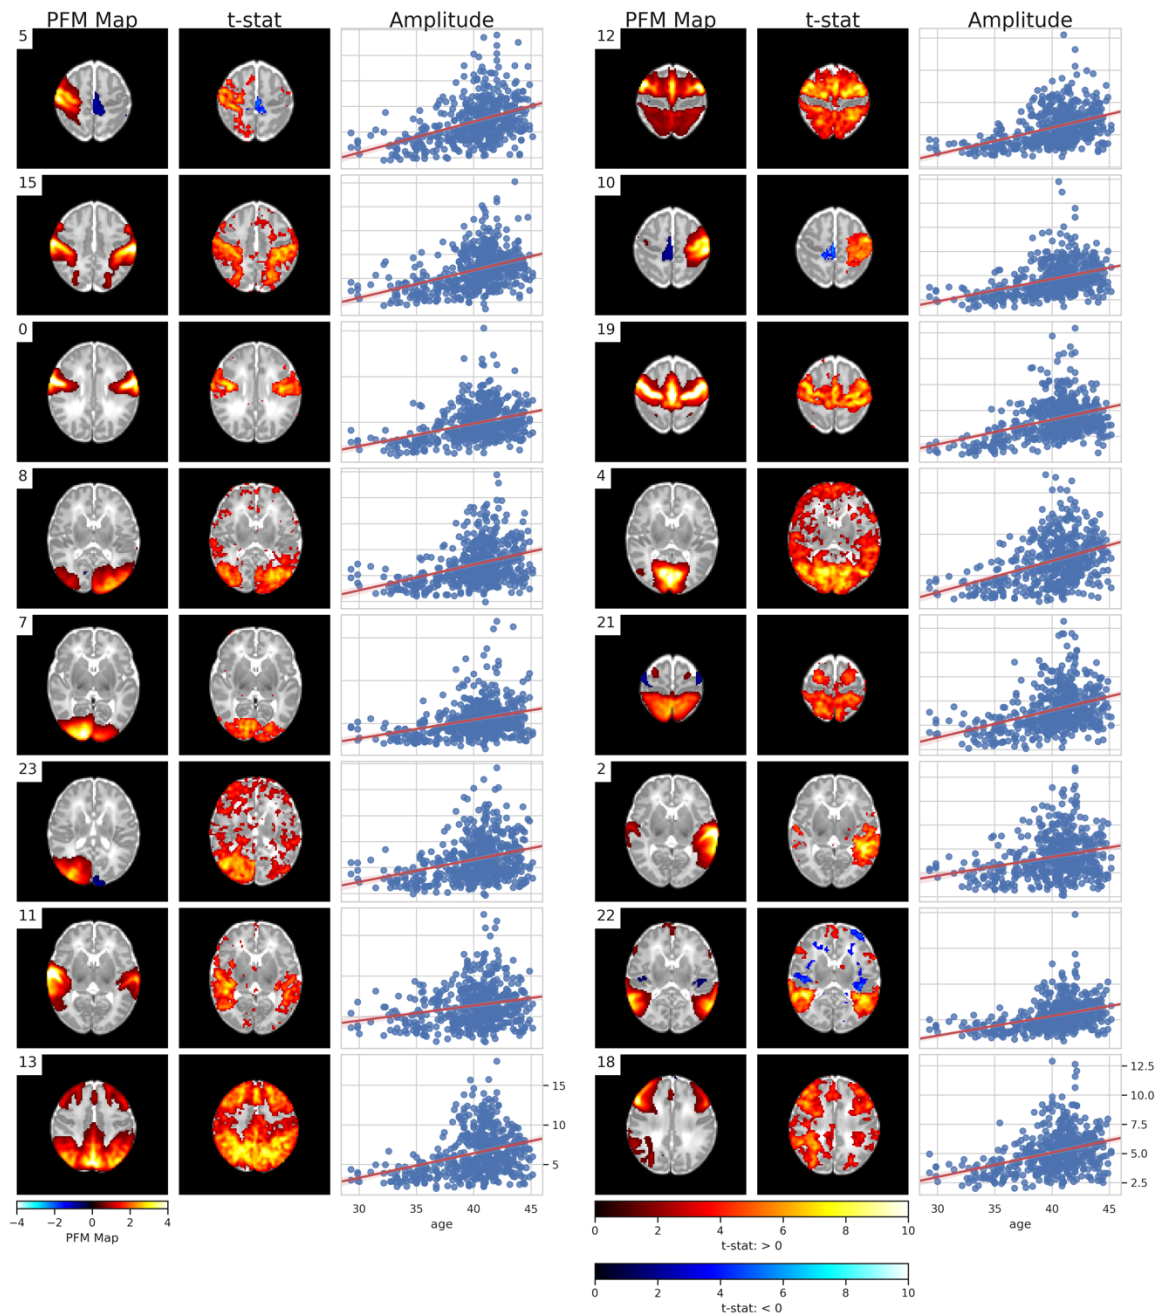 PFM Map t-stat Amplitude PFM Map t-stat Amplitude
5 12
15 10
0 19
8 4
7 21
23 2
11 22
13 18
15 12.5
10 10.0
5 7.5
5.0
2.5
30 35 40 45 30 35 40 45
age age
−4 −2 0 2 4
PFM Map
0 2 4 6 8 10
t-stat: > 0
0 2 4 6 8 10
t-stat: < 0